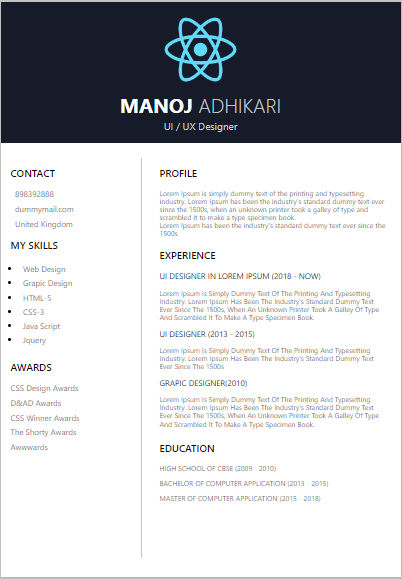 MANOJ ADHIKARI
UI / UX Designer
CONTACT
898392888
dummymail.com
United Kingdom
MY SKILLS
Web Design
Grapic Design
HTML-5
CSS-3
Java Script
Jquery
AWARDS
CSS Design Awards
D&AD Awards
CSS Winner Awards
The Shorty Awards
Awwwards
PROFILE
Lorem Ipsum is simply dummy text of the printing and typesetting
industry. Lorem Ipsum has been the industry's standard dummy text ever
since the 1500s, when an unknown printer took a galley of type and
scrambled it to make a type specimen book.
Lorem Ipsum has been the industry's standard dummy text ever since the
1500s.
EXPERIENCE
UI DESIGNER IN LOREM IPSUM (2018 - NOW)
Lorem Ipsum Is Simply Dummy Text Of The Printing And Typesetting
Industry. Lorem Ipsum Has Been The Industry's Standard Dummy Text
Ever Since The 1500s, When An Unknown Printer Took A Galley Of Type
And Scrambled It To Make A Type Specimen Book.
UI DESIGNER (2013 - 2015)
Lorem Ipsum Is Simply Dummy Text Of The Printing And Typesetting
Industry. Lorem Ipsum Has Been The Industry's Standard Dummy Text
Ever Since The 1500s
GRAPIC DESIGNER(2010)
Lorem Ipsum Is Simply Dummy Text Of The Printing And Typesetting
Industry. Lorem Ipsum Has Been The Industry's Standard Dummy Text
Ever Since The 1500s, When An Unknown Printer Took A Galley Of Type
And Scrambled It To Make A Type Specimen Book.
EDUCATION
HIGH SCHOOL OF CBSE (2009 - 2010)
BACHELOR OF COMPUTER APPLICATION (2013 - 2015)
MASTER OF COMPUTER APPLICATION (2015 - 2018)